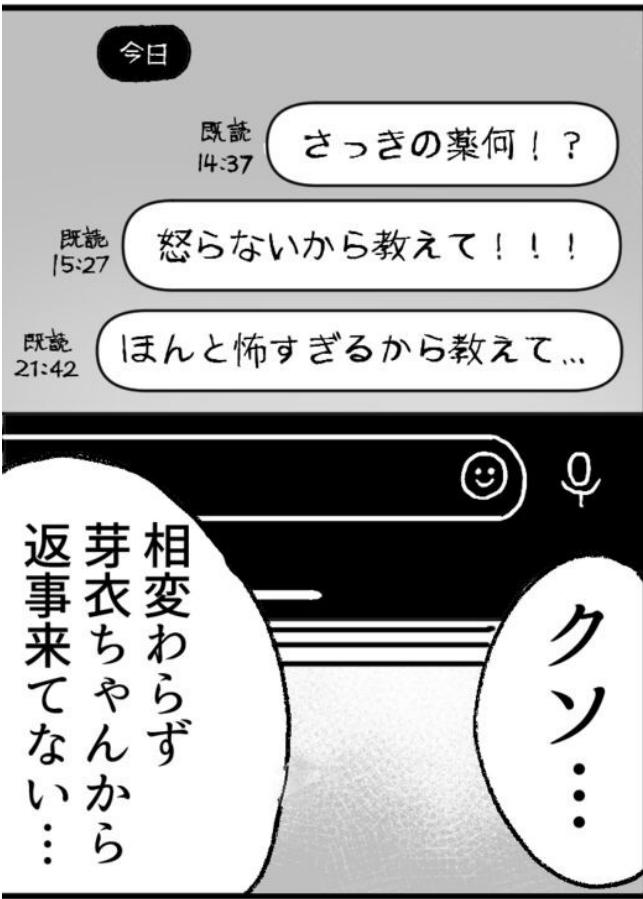 今日
既読
14:37
さっきの薬何！？
既読
15:27
怒らないから教えて！！！
既読
21:42
ほんと怖すぎるから教えて…
クソ…
相変わらず
芽衣ちゃんから
返事来てない…